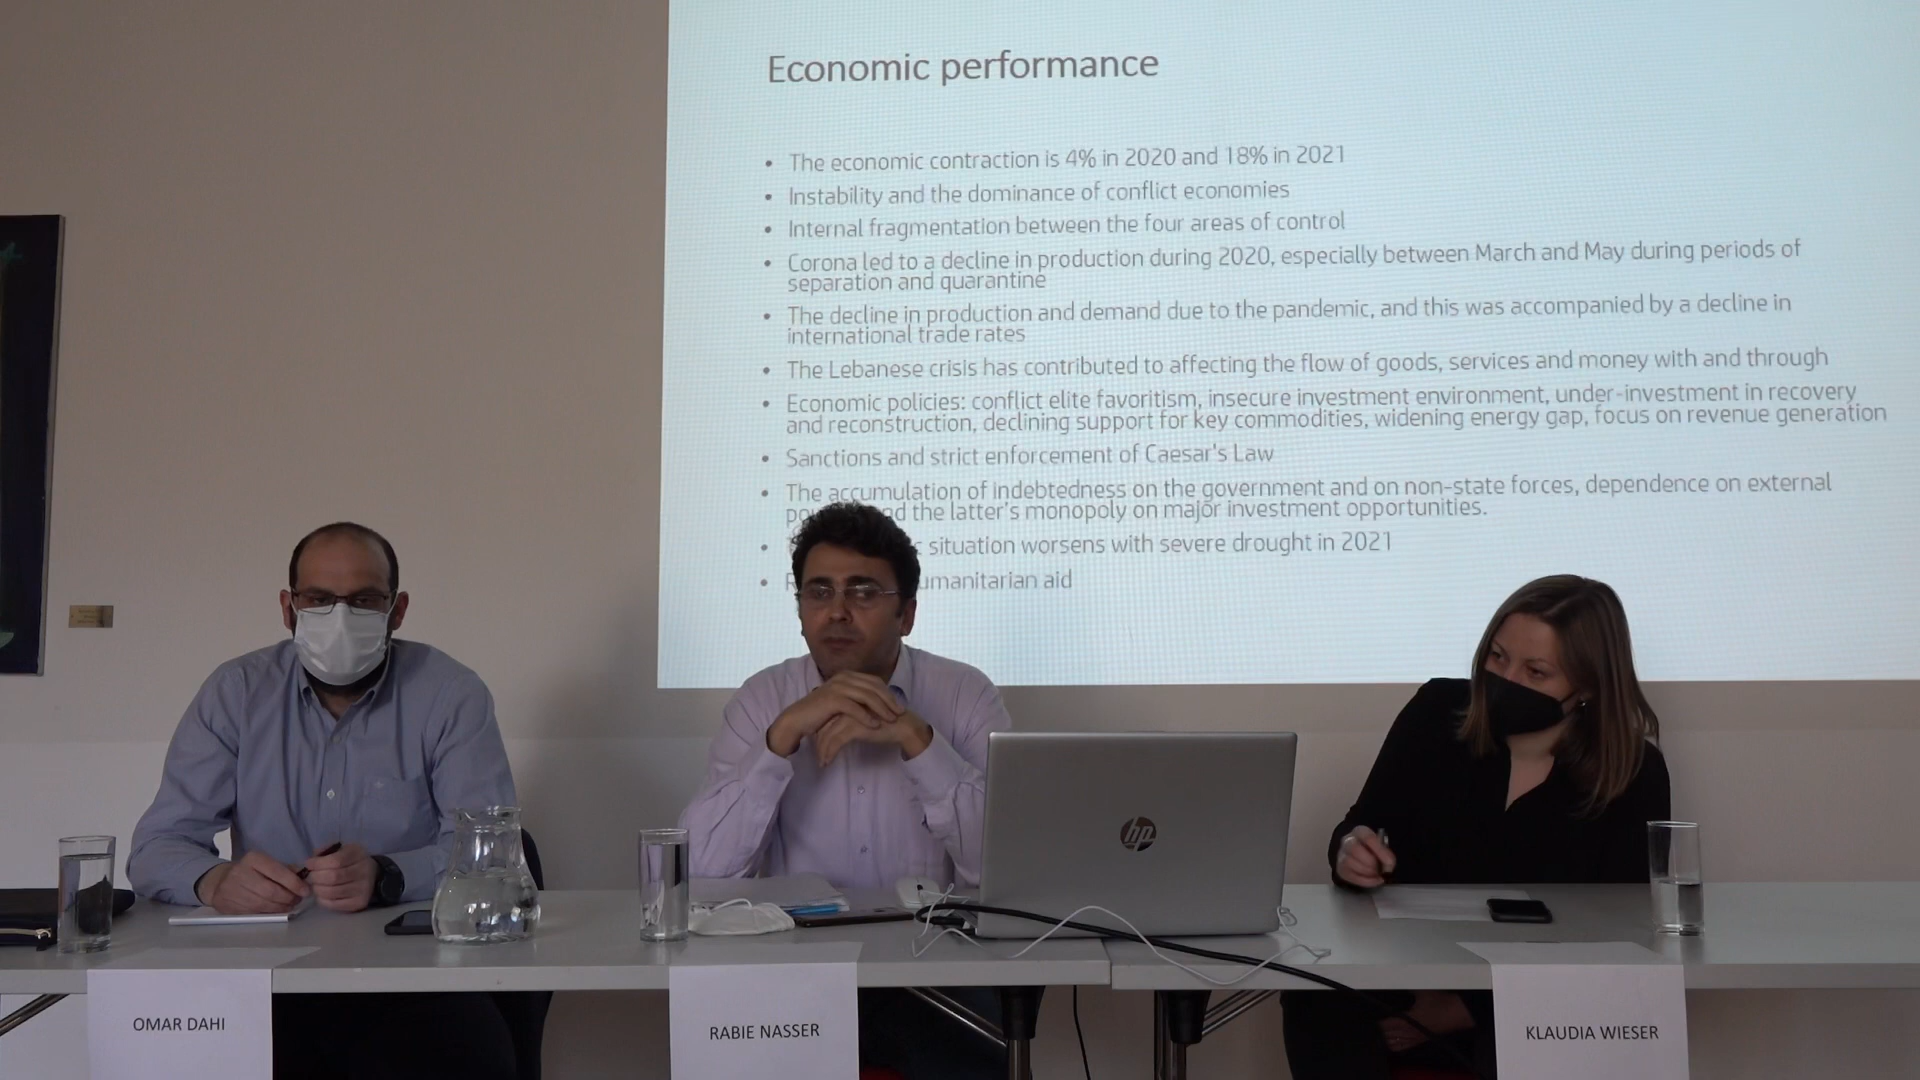 Economic performance
• The economic contraction is 4% in 2020 and 18% in 2021
• Instability and the dominance of conflict economies
• Internal fragmentation between the four areas of control
• Corona led to a decline in production during 2020, especially between March and May during periods of
separation and quarantine
• The decline in production and demand due to the pandemic, and this was accompanied by a decline in
international trade rates
• The Lebanese crisis has contributed to affecting the flow of goods, services and money with and through
• Economic policies: conflict elite favoritism, insecure investment environment, under-investment in recovery
and reconstruction, declining support for key commodities, widening energy gap, focus on revenue generation
• Sanctions and strict enforcement of Caesar's Law
• The accumulation of indebtedness on the government and on non-state forces, dependence on external
the latter's monopoly on major investment opportunities.
• situation worsens with severe drought in 2021
• aid
hp
OMAR DAHI
RABIE NASSER
KLAUDIA WIESER